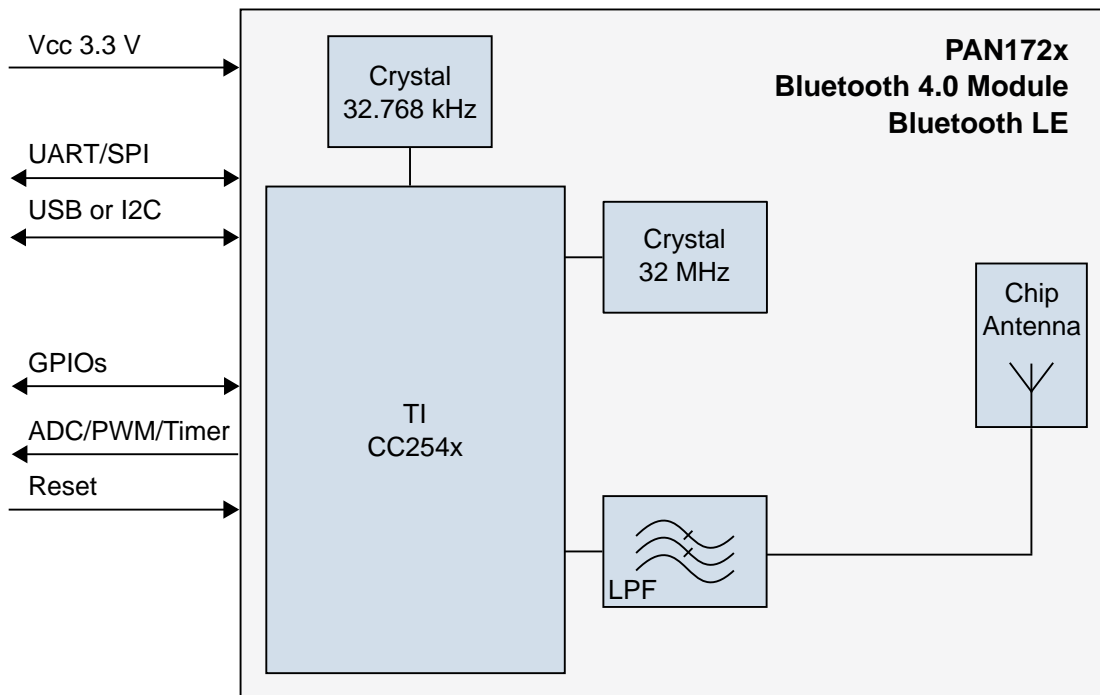 Vcc 3.3 V
UART/SPI
USB or I2C
GPIOs
ADC/PWM/Timer
Reset
PAN172x
Bluetooth 4.0 Module
Bluetooth LE
Crystal
32.768 kHz
TI
CC254x
Crystal
32 MHz
Chip
Antenna
LPF